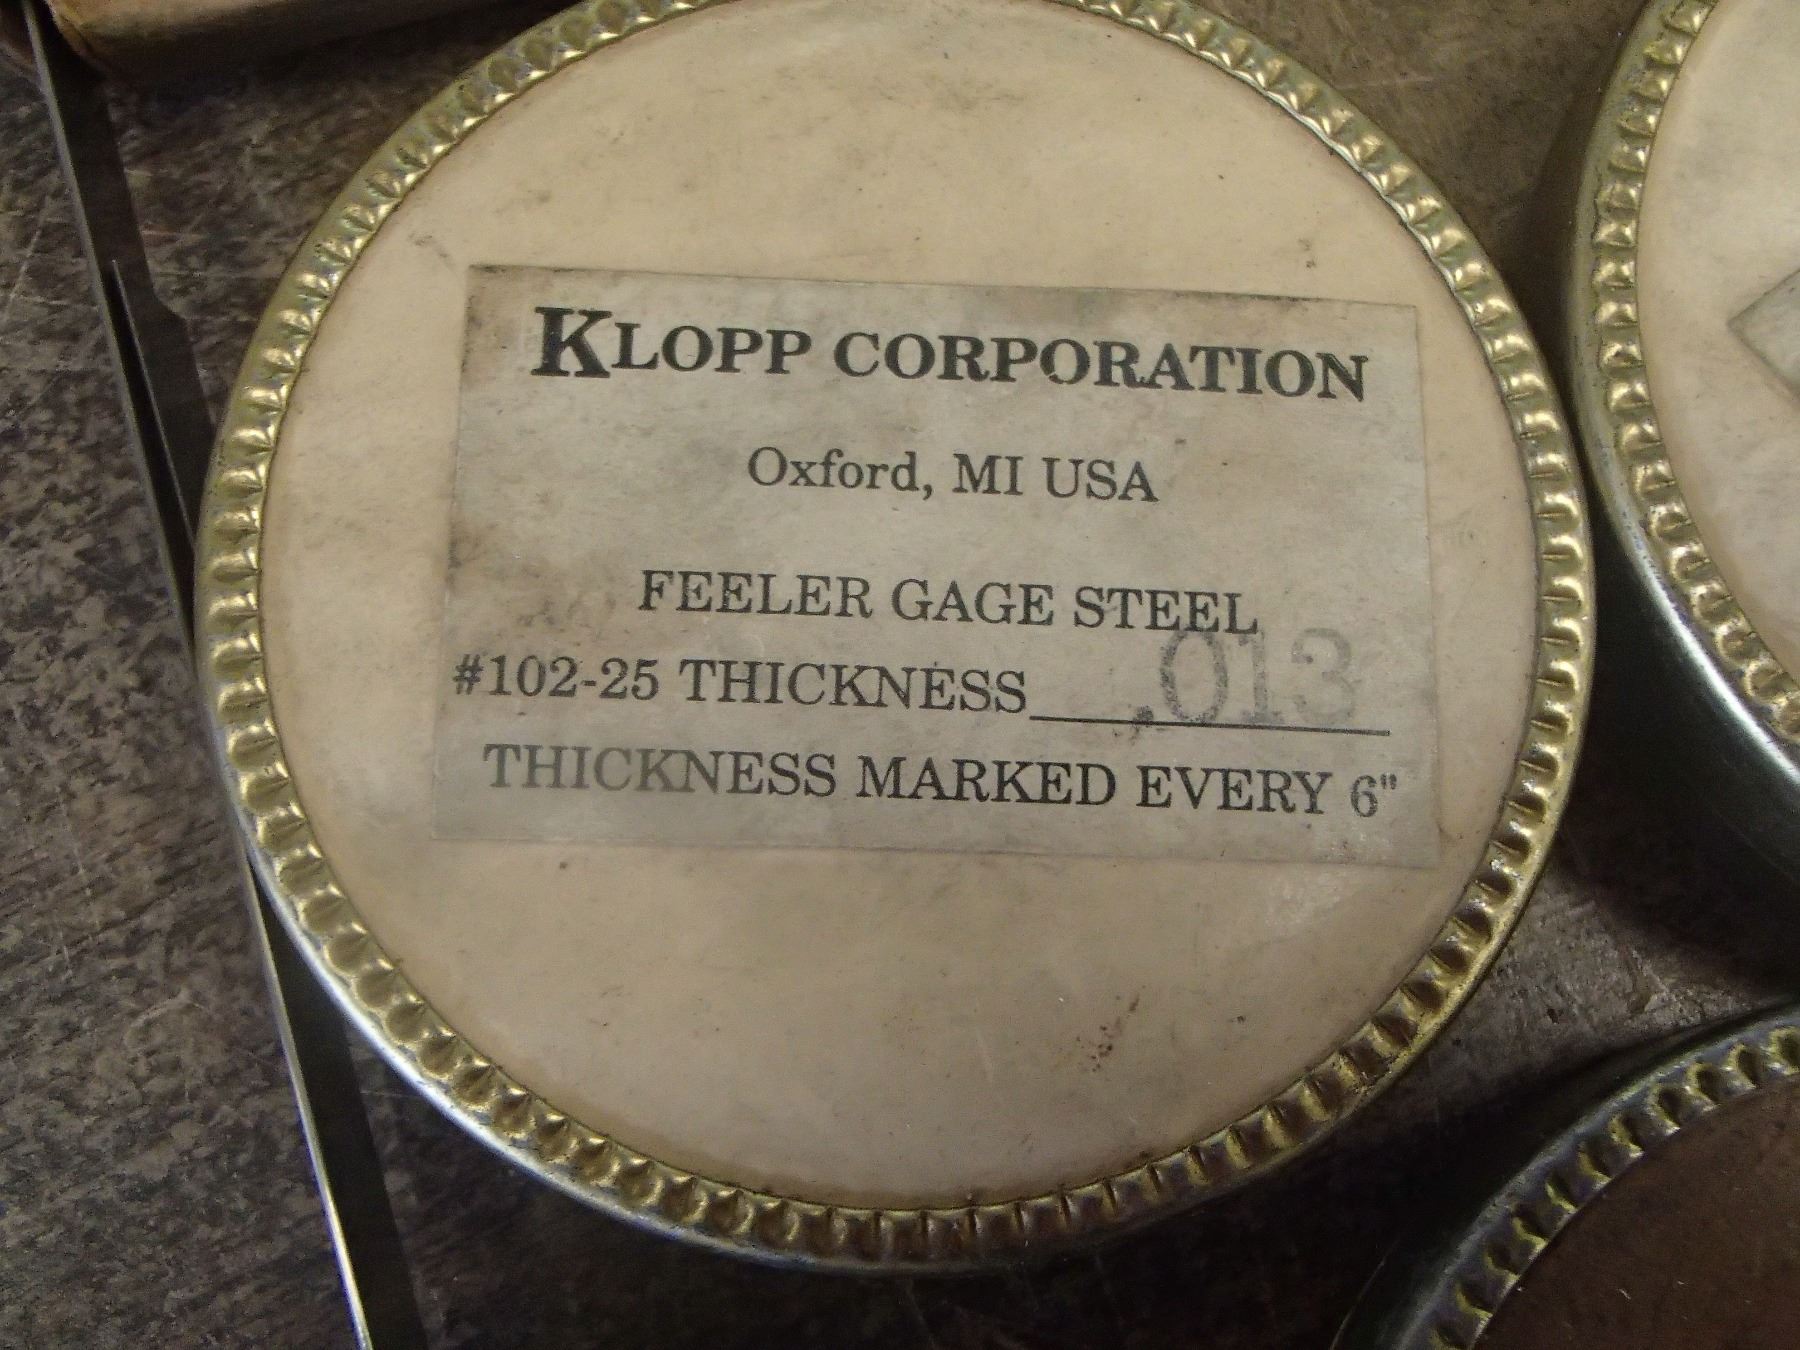 KLOPP CORPORATION
Oxford, MI USA
FEELER GAGE STEEL
#102-25 THICKNESS .013
THICKNESS MARKED EVERY 6"